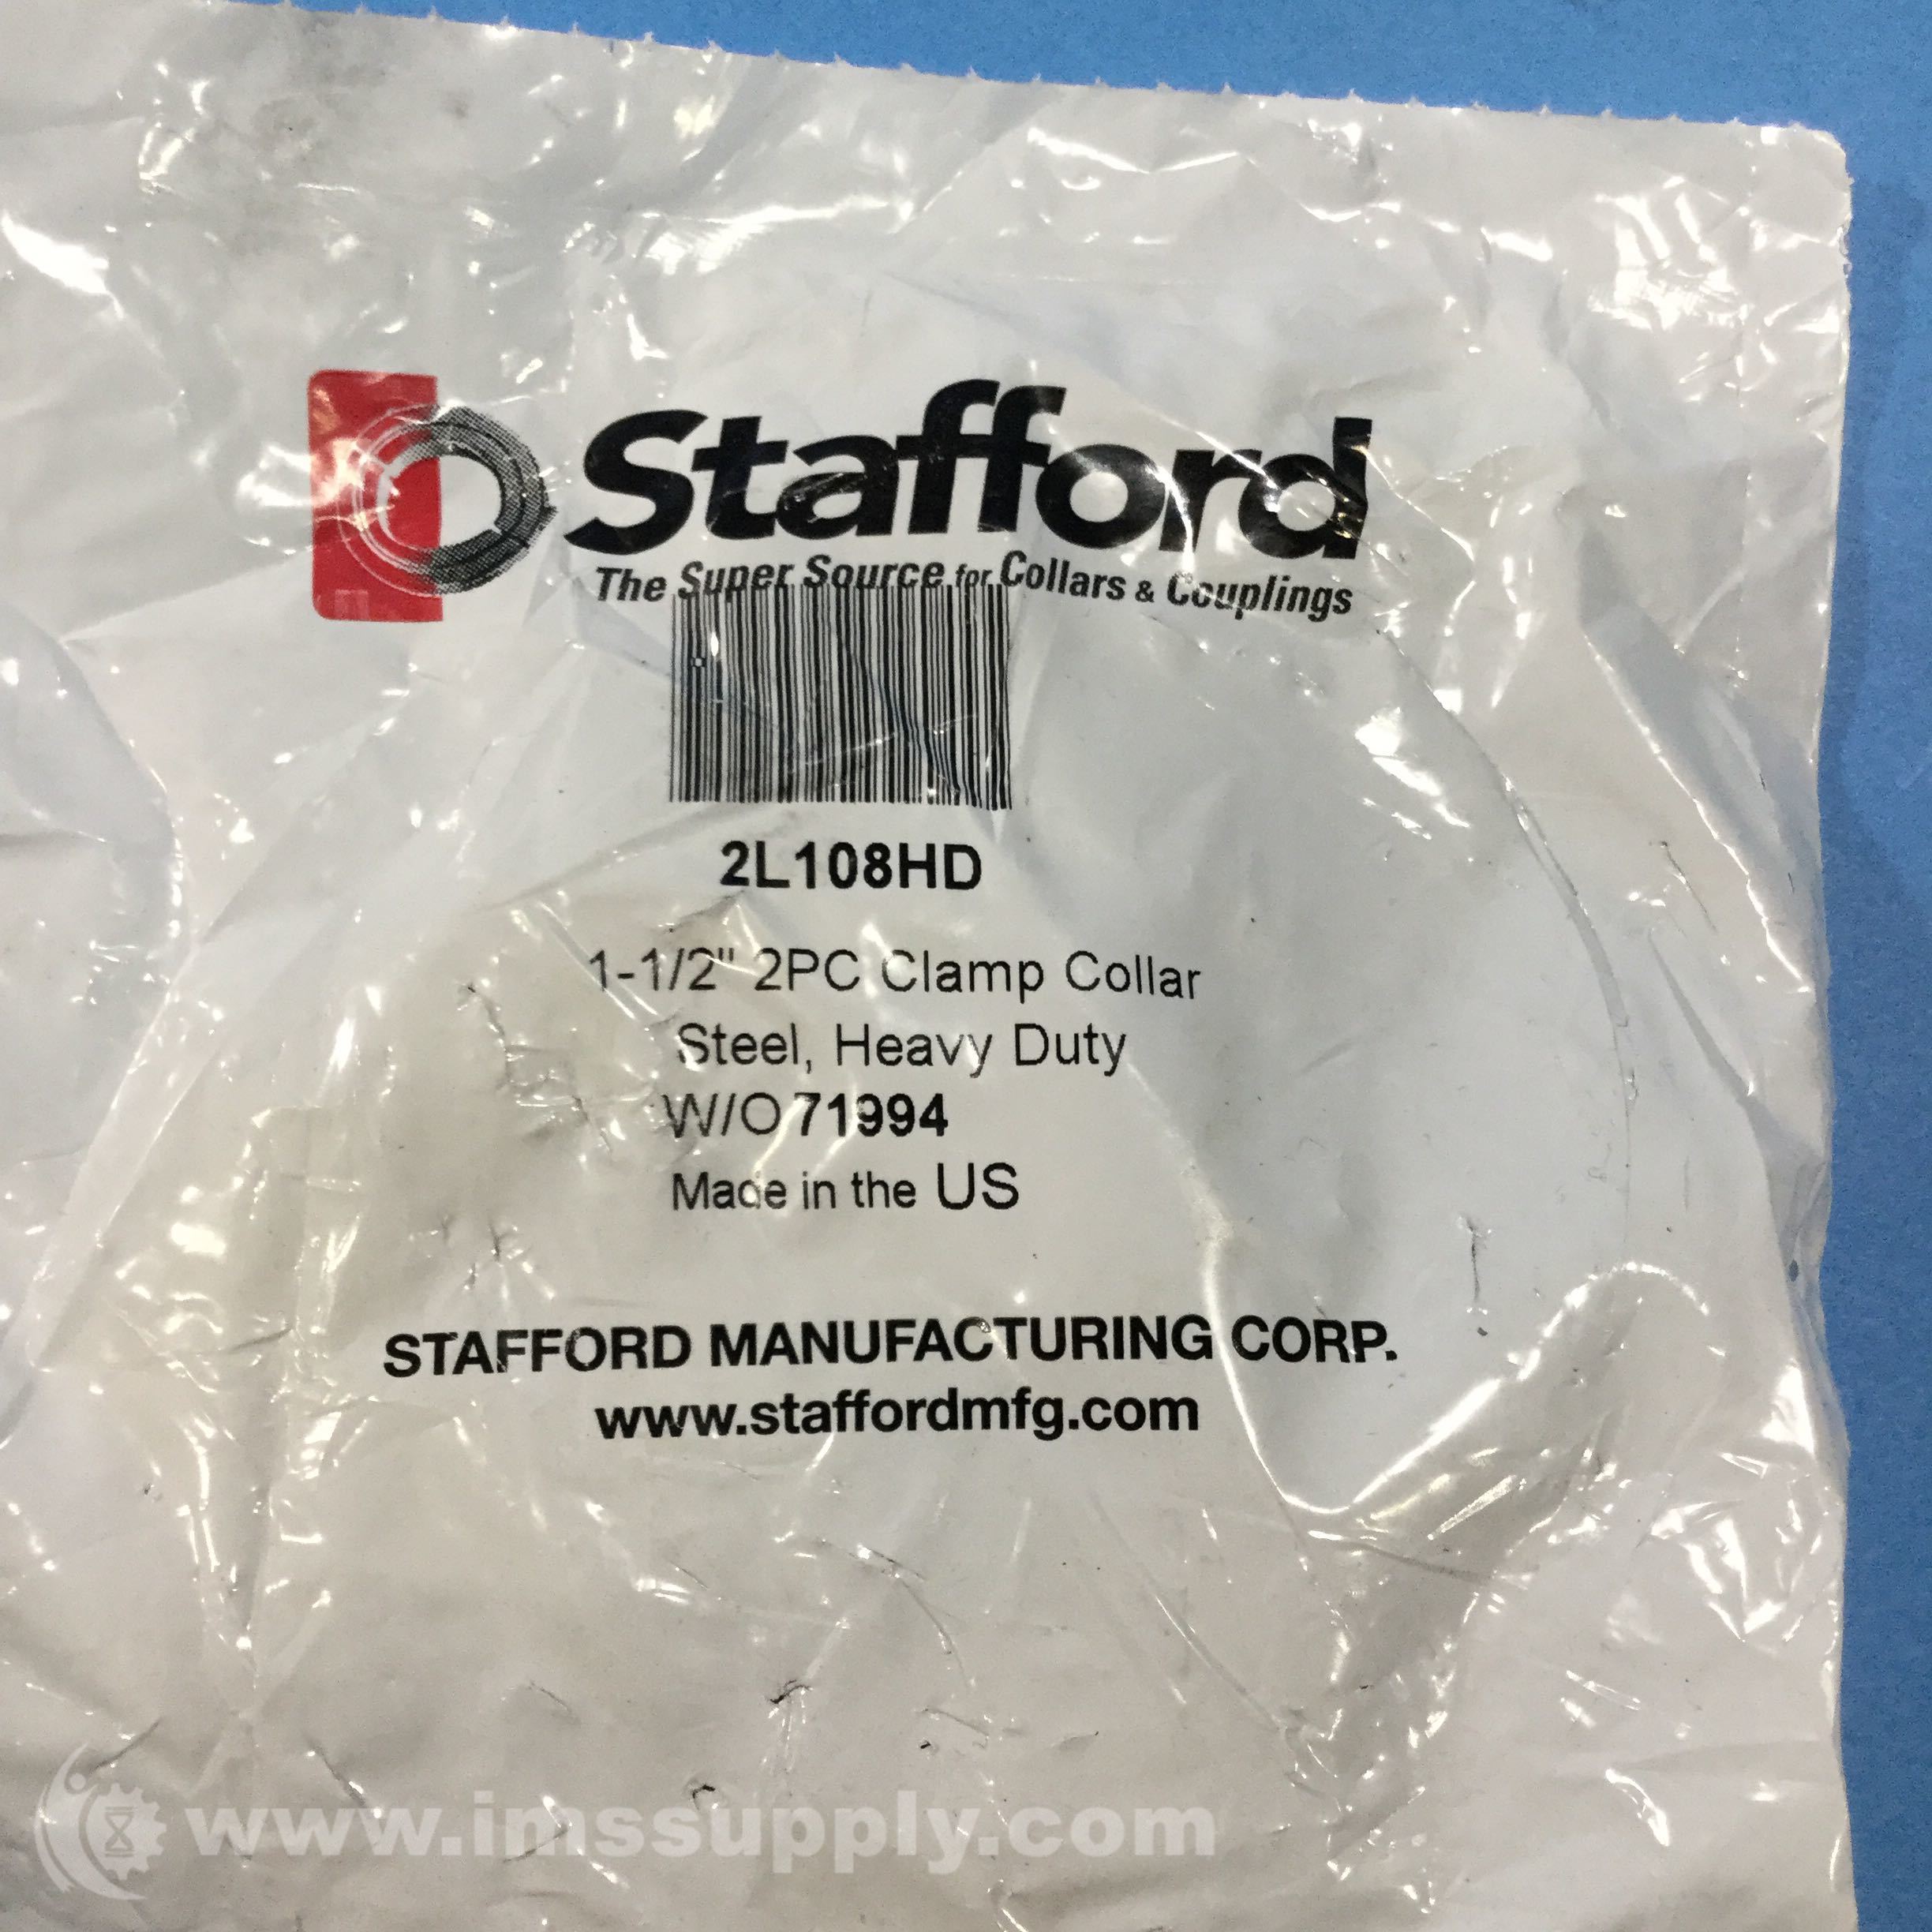 Stafford
The Super Source for Collars & Couplings
2L108HD
1-1/2" 2PC Clamp Collar
Steel, Heavy Duty
W/O 71994
Made in the US
STAFFORD MANUFACTURING CORP.
www.staffordmfg.com
www.imssupply.com